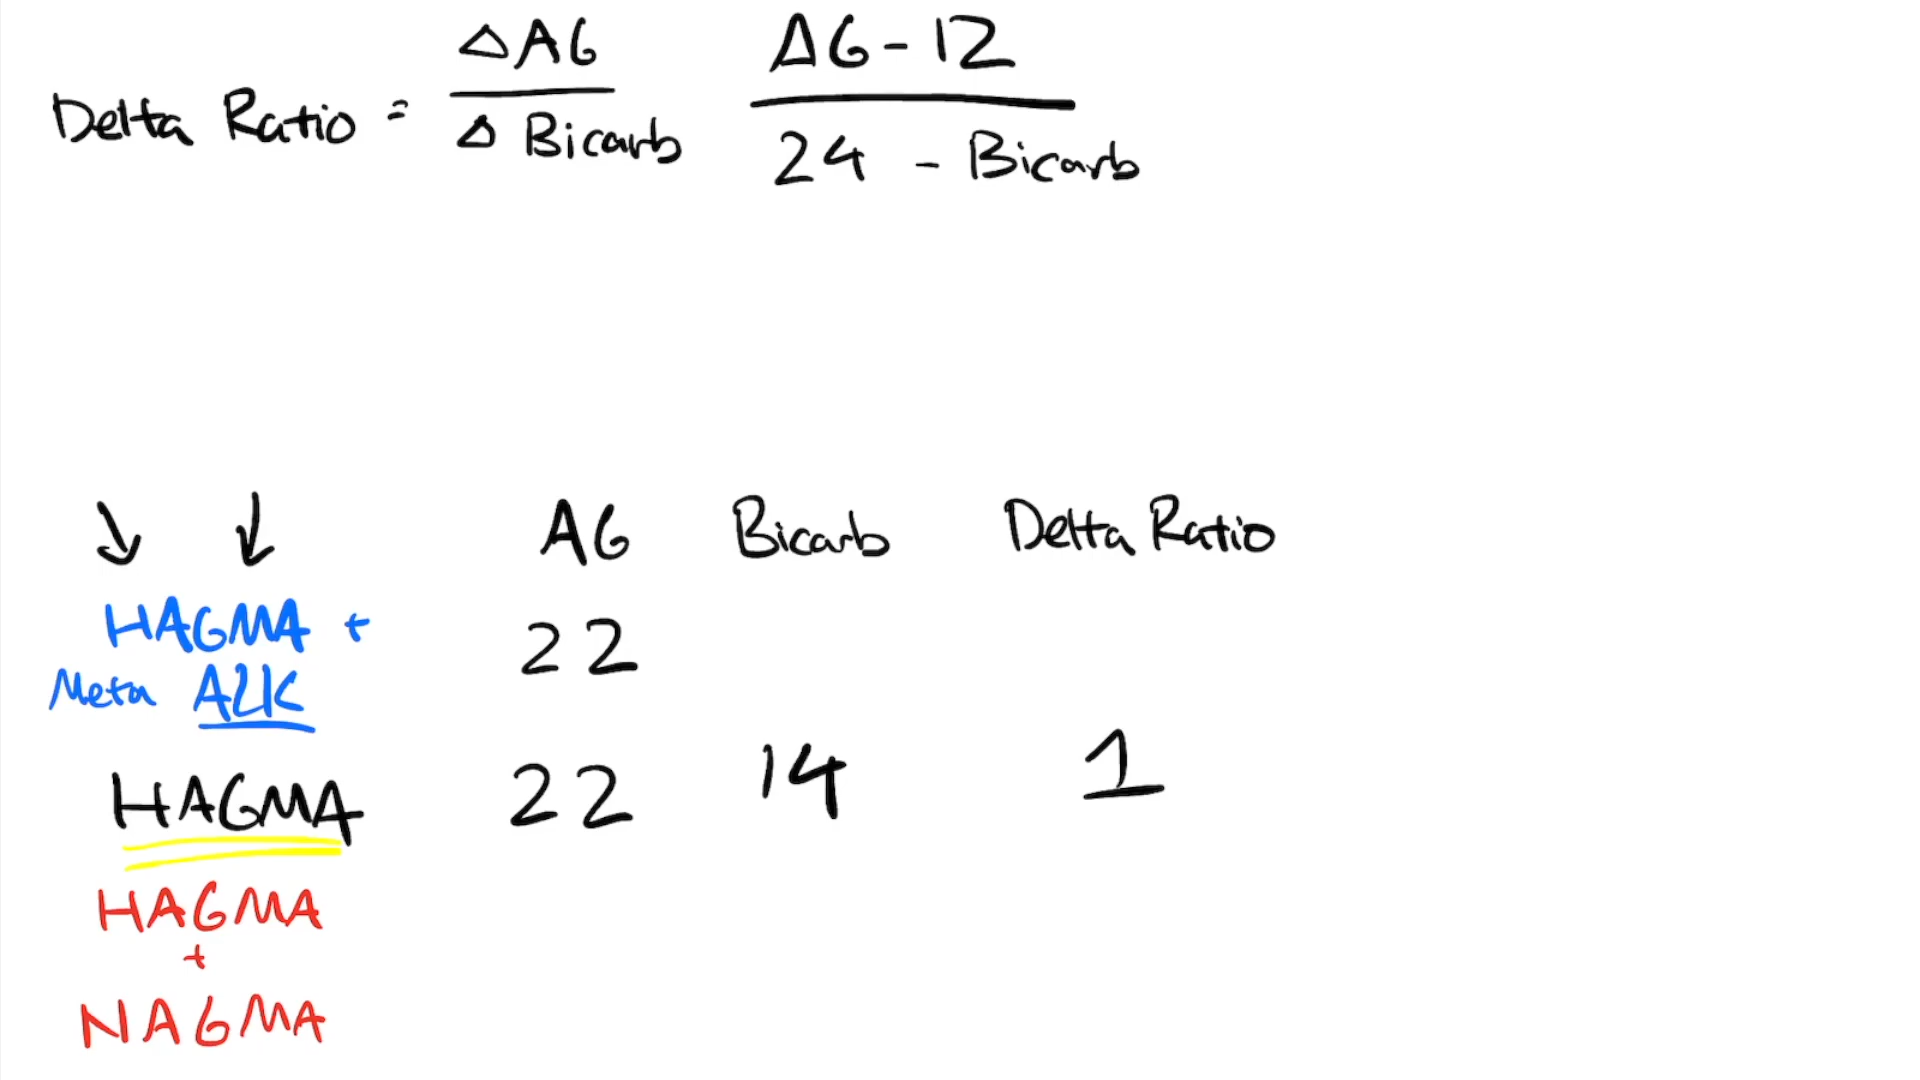 Delta Ratio = ΔAG / Δ Bicarb   AG - 12 / 24 - Bicarb
AG Bicarb Delta Ratio
HAGMA + 22
Meta ALK
HAGMA 22 14 1
HAGMA
+
NAGMA